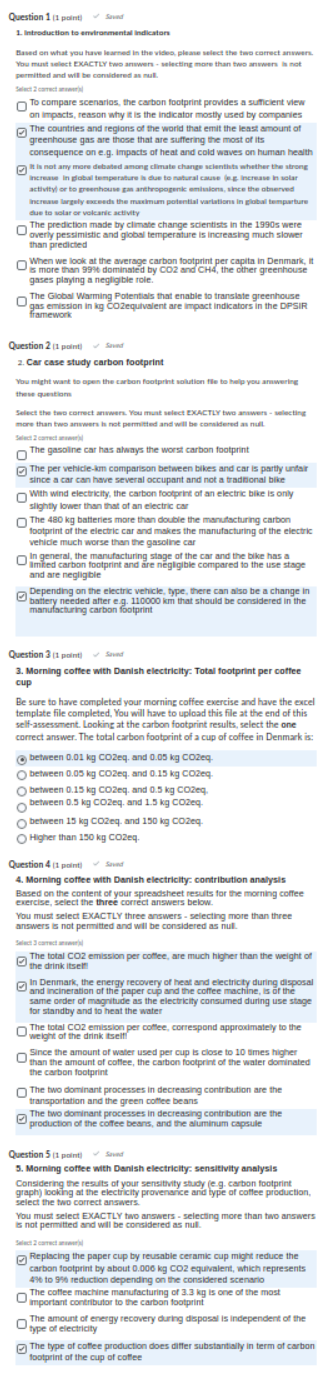 Question 1 (1 point) ✓ Saved
1. Introduction to environmental indicators
Based on what you have learned in the video, please select the two correct answers.
You must select EXACTLY two answers - selecting more than two answers is not
permitted and will be considered as null.
Select 2 correct answer(s)
To compare scenarios, the carbon footprint provides a sufficient view
on impacts, reason why it is the indicator mostly used by companies
The countries and regions of the world that emit the least amount of
greenhouse gas are those that are suffering the most of its
consequence on e.g. impacts of heat and cold waves on human health
It is not any more debated among climate change scientists whether the strong
increase in global temperature is due to natural cause (e.g. increase in solar
activity) or to greenhouse gas anthropogenic emissions, since the observed
increase largely exceeds the maximum potential variations in global temparture
due to solar or volcanic activity
The prediction made by climate change scientists in the 1990s were
overly pessimistic and global temperature is increasing much slower
than predicted
When we look at the average carbon footprint per capita in Denmark, it
is more than 99% dominated by CO2 and CH4, the other greenhouse
gases playing a negligible role.
The Global Warming Potentials that enable to translate greenhouse
gas emission in kg CO2equivalent are impact indicators in the DPSIR
framework
Question 2 (1 point) ✓ Saved
2. Car case study carbon footprint
You might want to open the carbon footprint solution file to help you answering
these questions
Select the two correct answers. You must select EXACTLY two answers - selecting
more than two answers is not permitted and will be considered as null.
Select 2 correct answer(s)
The gasoline car has always the worst carbon footprint
The per vehicle-km comparison between bikes and car is partly unfair
since a car can have several occupant and not a traditional bike
With wind electricity, the carbon footprint of an electric bike is only
slightly lower than that of an electric car
The 480 kg batteries more than double the manufacturing carbon
footprint of the electric car and makes the manufacturing of the electric
vehicle much worse than the gasoline car
In general, the manufacturing stage of the car and the bike has a
limited carbon footprint and are negligible compared to the use stage
and are negligible
Depending on the electric vehicle, type, there can also be a change in
battery needed after e.g. 110000 km that should be considered in the
manufacturing carbon footprint
Question 3 (1 point) ✓ Saved
3. Morning coffee with Danish electricity: Total footprint per coffee
cup
Be sure to have completed your morning coffee exercise and have the excel
template file completed, You will have to upload this file at the end of this
self-assessment. Looking at the carbon footprint results, select the one
correct answer. The total carbon footprint of a cup of coffee in Denmark is:
between 0.01 kg CO2eq. and 0.05 kg CO2eq.
between 0.05 kg CO2eq. and 0.15 kg CO2eq.
between 0.15 kg CO2eq. and 0.5 kg CO2eq.
between 0.5 kg CO2eq. and 1.5 kg CO2eq.
between 15 kg CO2eq. and 150 kg CO2eq.
Higher than 150 kg CO2eq.
Question 4 (1 point) ✓ Saved
4. Morning coffee with Danish electricity: contribution analysis
Based on the content of your spreadsheet results for the morning coffee
exercise, select the three correct answers below.
You must select EXACTLY three answers - selecting more than three
answers is not permitted and will be considered as null.
Select 3 correct answer(s)
The total CO2 emission per coffee, are much higher than the weight of
the drink itself!
In Denmark, the energy recovery of heat and electricity during disposal
and incineration of the paper cup and the coffee machine, is of the
same order of magnitude as the electricity consumed during use stage
for standby and to heat the water
The total CO2 emission per coffee, correspond approximately to the
weight of the drink itself!
Since the amount of water used per cup is close to 10 times higher
than the amount of coffee, the carbon footprint of the water dominated
the carbon footprint
The two dominant processes in decreasing contribution are the
transportation and the green coffee beans
The two dominant processes in decreasing contribution are the
production of the coffee beans, and the aluminum capsule
Question 5 (1 point) ✓ Saved
5. Morning coffee with Danish electricity: sensitivity analysis
Considering the results of your sensitivity study (e.g. carbon footprint
graph) looking at the electricity provenance and type of coffee production,
select the two correct answers.
You must select EXACTLY two answers - selecting more than two answers
is not permitted and will be considered as null.
Select 2 correct answer(s)
Replacing the paper cup by reusable ceramic cup might reduce the
carbon footprint by about 0.006 kg CO2 equivalent, which represents
4% to 9% reduction depending on the considered scenario
The coffee machine manufacturing of 3.3 kg is one of the most
important contributor to the carbon footprint
The amount of energy recovery during disposal is independent of the
type of electricity
The type of coffee production does differ substantially in term of carbon
footprint of the cup of coffee